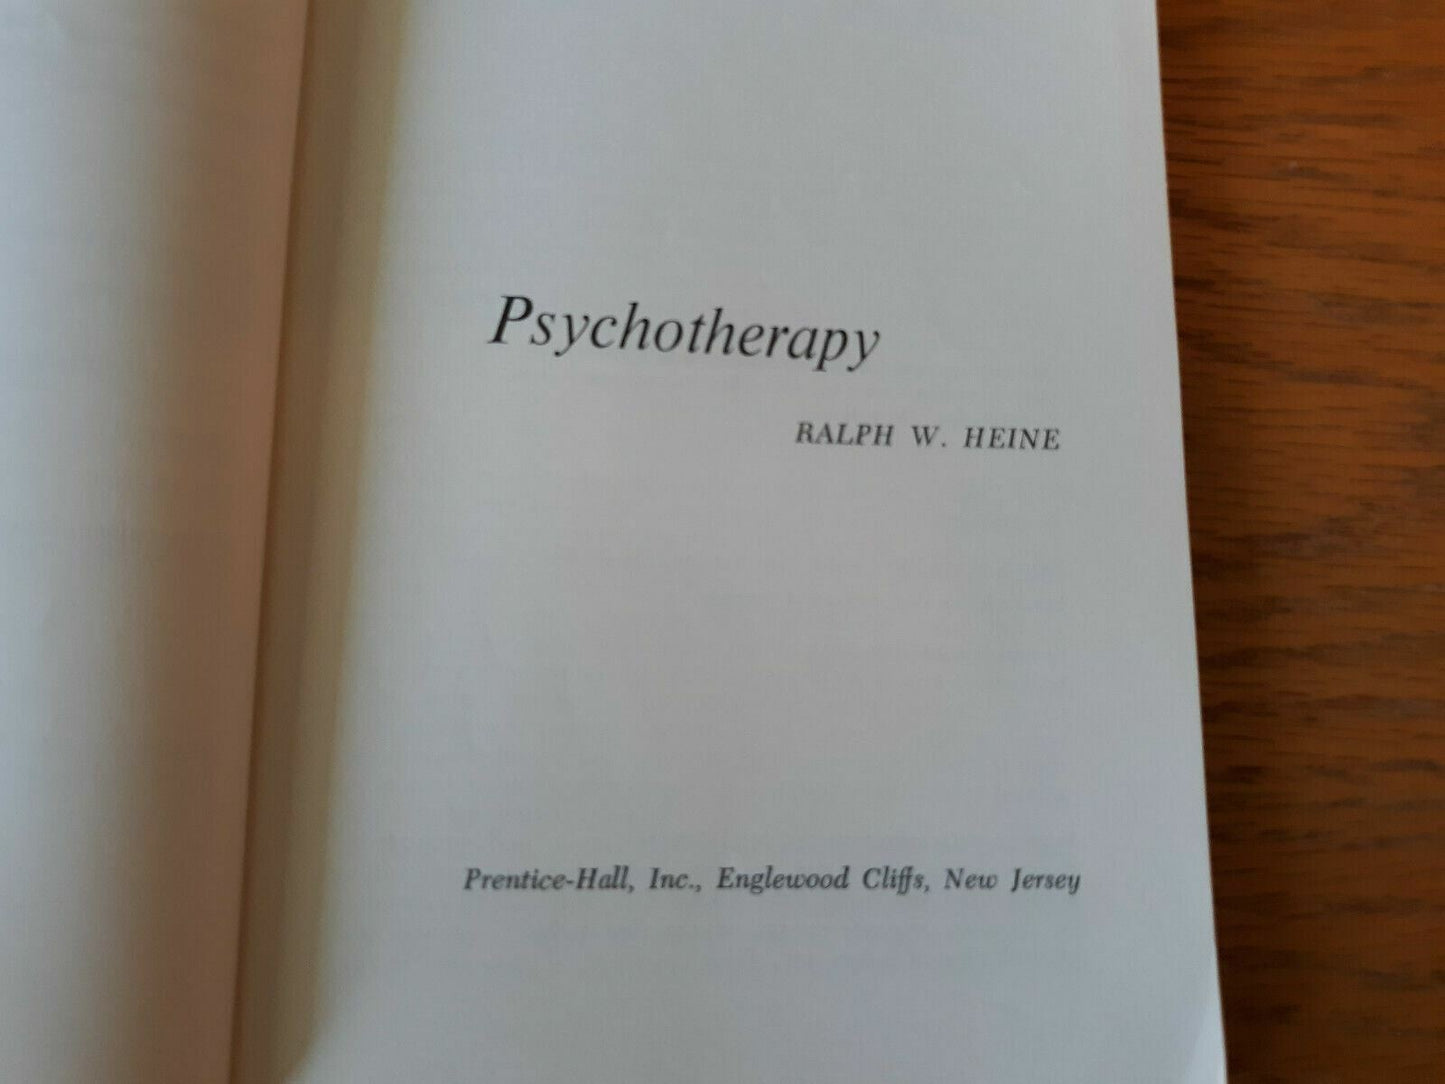 Psychotherapy
RALPH W. HEINE
Prentice-Hall, Inc., Englewood Cliffs, New Jersey